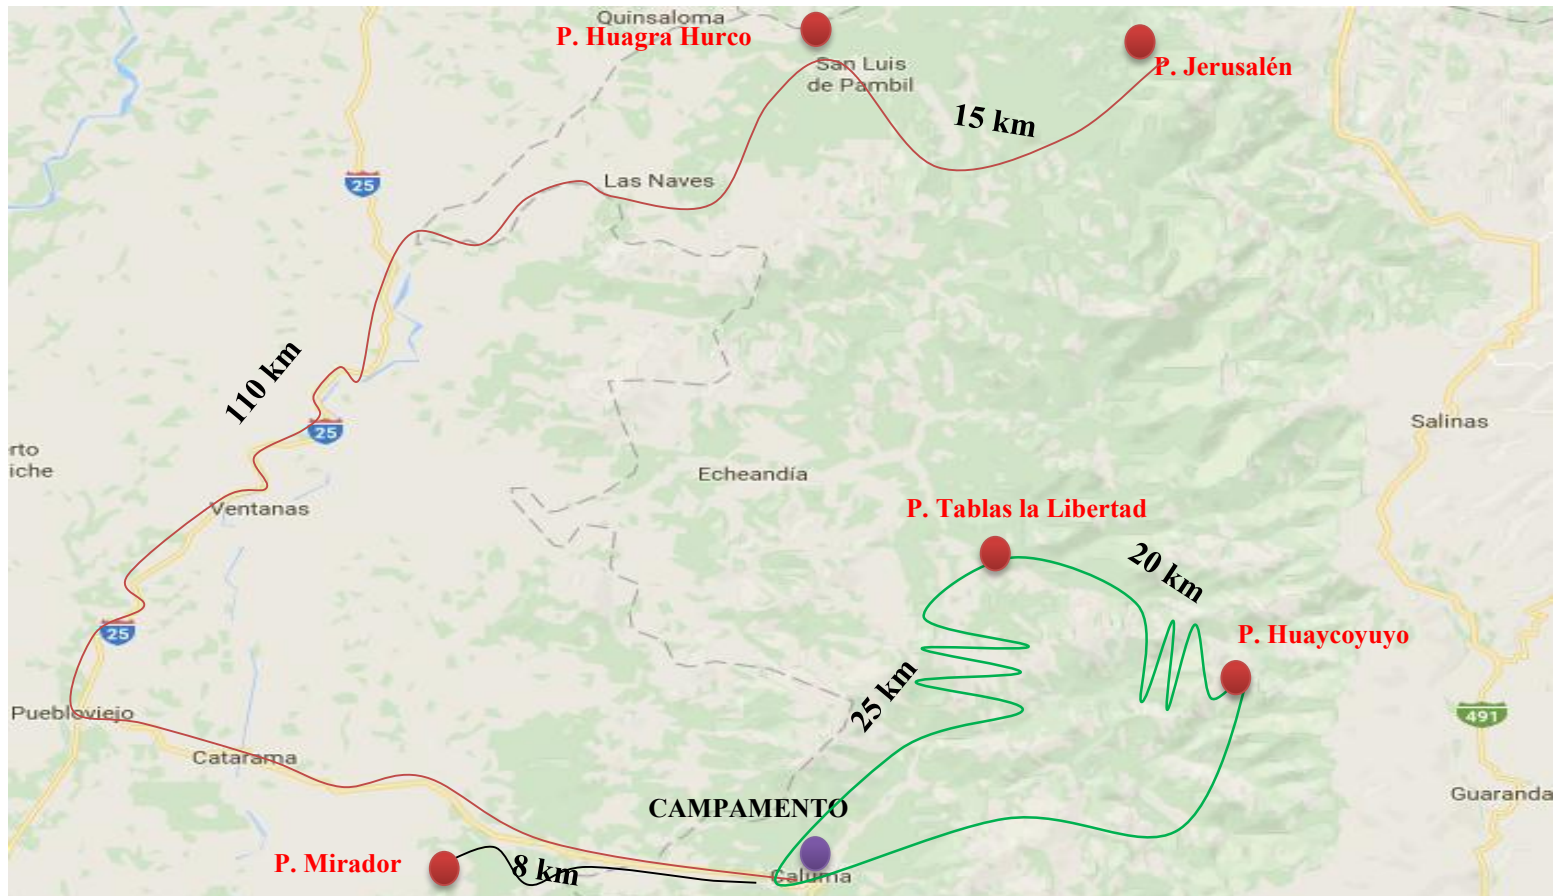 Quinsaloma
P. Huagra Hurco
San Luis
de Pambil
P. Jerusalén
15 km
25
Las Naves
110 km
25
Salinas
rto
iche
Echeandía
Ventanas
P. Tablas la Libertad
20 km
25
P. Huaycoyuyo
25 km
Puebloviejo
491
Catarama
Guaranda
CAMPAMENTO
P. Mirador
8 km
Caluma